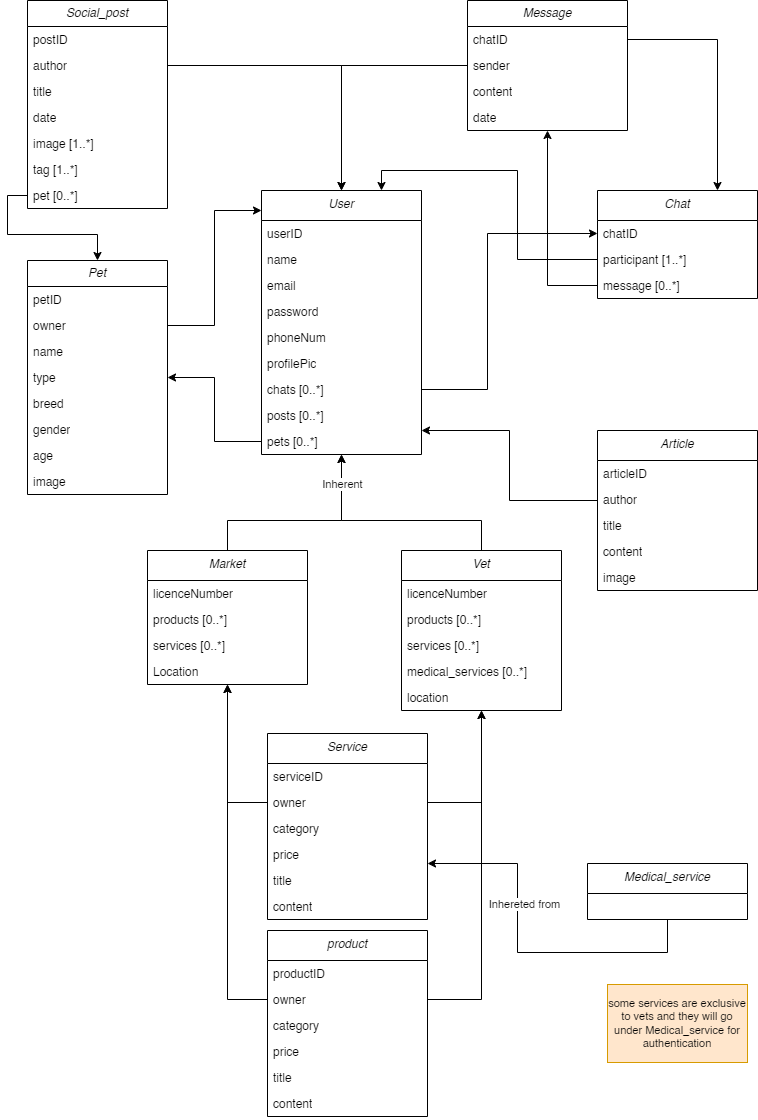 Social_post
postID
author
title
date
image [1..*]
tag [1..*]
pet [0..*]
Message
chatID
sender
content
date
User
userID
name
email
password
phoneNum
profilePic
chats [0..*]
posts [0..*]
pets [0..*]
Chat
chatID
participant [1..*]
message [0..*]
Pet
petID
owner
name
type
breed
gender
age
image
Article
articleID
author
title
content
image
Inherent
Market
licenceNumber
products [0..*]
services [0..*]
Location
Vet
licenceNumber
products [0..*]
services [0..*]
medical_services [0..*]
location
Service
serviceID
owner
category
price
title
content
Medical_service
Inhereted from
product
productID
owner
category
price
title
content
some services are exclusive
to vets and they will go
under Medical_service for
authentication